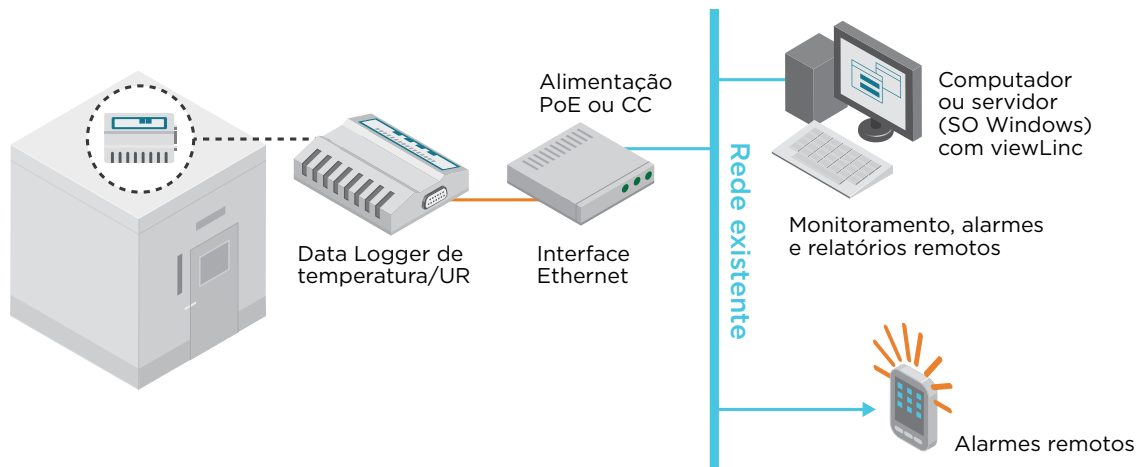 Data Logger de
temperatura/UR
Alimentação
PoE ou CC
Interface
Ethernet
Rede existente
Computador
ou servidor
(SO Windows)
com viewLinc
Monitoramento, alarmes
e relatórios remotos
Alarmes remotos